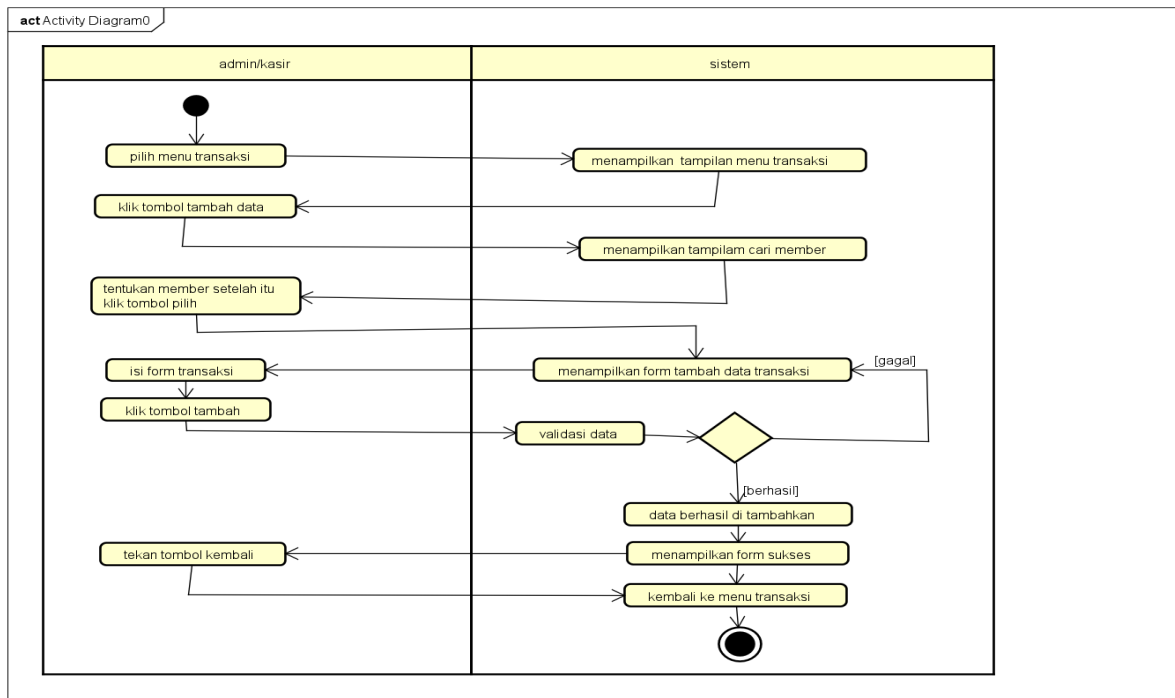 act Activity Diagram0
admin/kasir
sistem
pilih menu transaksi
menampilkan tampilan menu transaksi
klik tombol tambah data
menampilkan tampilam cari member
tentukan member setelah itu
klik tombol pilih
isi form transaksi
menampilkan form tambah data transaksi
[gagal]
klik tombol tambah
validasi data
[berhasil]
data berhasil di tambahkan
tekan tombol kembali
menampilkan form sukses
kembali ke menu transaksi